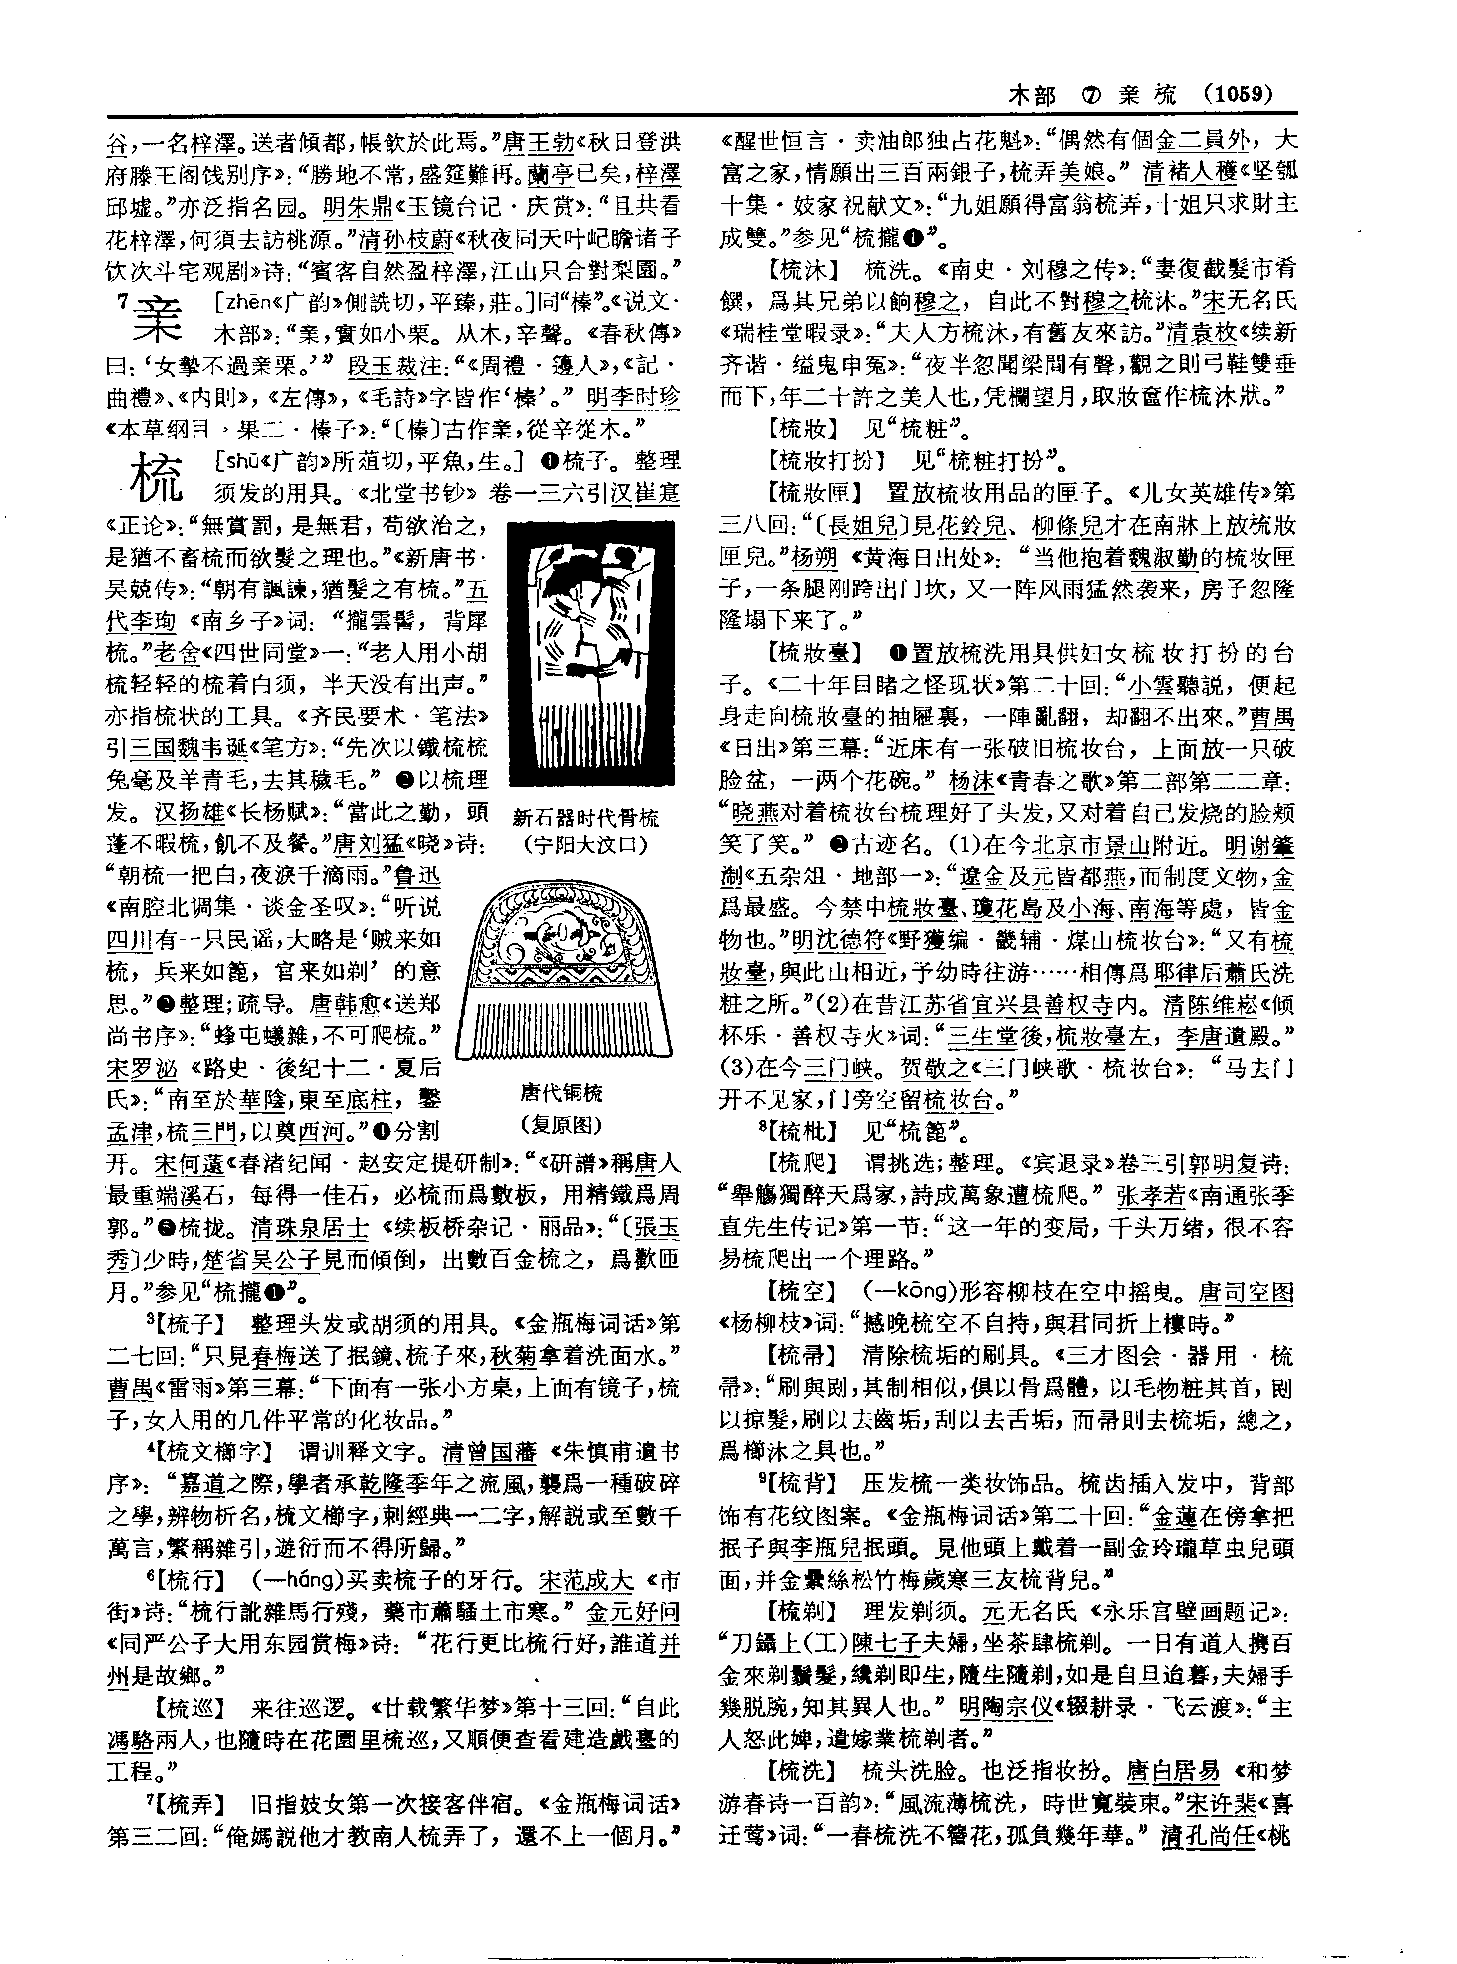 木部 ⑦ 亲 梳 (1059)
谷,一名梓澤。送者傾都,帳飲於此焉。”唐王勃《秋日登洪
府滕王阁饯别序》:“勝地不常,盛筵難再。蘭亭已矣,梓澤
邱墟。”亦泛指名园。明朱鼎《玉镜台记·庆赏》:“且共看
花梓澤,何須去訪桃源。”清孙枝蔚《秋夜同天叶屺瞻诸子
饮次斗宅观剧》诗:“賓客自然盈梓澤,江山只合對梨園。”
7 亲 [zhēn《广韵》側詵切,平臻,莊。]同“榛”。《说文·
木部》:“亲,實如小栗。从木,辛聲。《春秋傳》
曰:‘女摯不過亲栗。’” 段玉裁注:“《周禮·籩人》,《記·
曲禮》、《内則》,《左傳》,《毛詩》字皆作‘榛’。” 明李时珍
《本草纲目·果二·榛子》:“〔榛〕古作亲,從辛從木。”
梳 [shū《广韵》所葅切,平魚,生。] ❶梳子。整理
须发的用具。《北堂书钞》卷一三六引汉崔寔
《正论》:“無賞罰,是無君,苟欲治之,
是猶不畜梳而欲髮之理也。”《新唐书·
吴兢传》:“朝有諷諫,猶髮之有梳。”五
代李珣《南乡子》词:“攏雲髻,背犀
梳。”老舍《四世同堂》一:“老人用小胡
梳轻轻的梳着白须,半天没有出声。”
亦指梳状的工具。《齐民要术·笔法》
引三国魏韦诞《笔方》:“先次以鐵梳梳
兔毫及羊青毛,去其穢毛。” ❷以梳理
发。汉扬雄《长杨赋》:“當此之勤,頭
蓬不暇梳,飢不及餐。”唐刘猛《晓》诗:
“朝梳一把白,夜淚千滴雨。”鲁迅
《南腔北调集·谈金圣叹》:“听说
四川有一只民谣,大略是‘贼来如
梳,兵来如篦,官来如剃’的意
思。”❸整理;疏导。唐韩愈《送郑
尚书序》:“蜂屯蟻雜,不可爬梳。”
宋罗泌《路史·後纪十二·夏后
氏》:“南至於華陰,東至底柱,鑿
孟津,梳三門,以奠西河。”❹分割
新石器时代骨梳
(宁阳大汶口)
唐代铜梳
(复原图)
开。宋何薳《春渚纪闻·赵安定提研制》:“《研譜》稱唐人
最重端溪石,每得一佳石,必梳而爲數板,用精鐵爲周
郭。”❺梳拢。清珠泉居士《续板桥杂记·丽品》:“〔張玉
秀〕少時,楚省吴公子見而傾倒,出數百金梳之,爲歡匝
月。”参见“梳攏❶”。
³【梳子】 整理头发或胡须的用具。《金瓶梅词话》第
二七回:“只見春梅送了抿鏡、梳子來,秋菊拿着洗面水。”
曹禺《雷雨》第三幕:“下面有一张小方桌,上面有镜子,梳
子,女人用的几件平常的化妆品。”
⁴【梳文櫛字】 谓训释文字。清曾国藩《朱慎甫遺书
序》:“嘉道之際,學者承乾隆季年之流風,襲爲一種破碎
之學,辨物析名,梳文櫛字,刺經典一二字,解説或至數千
萬言,繁稱雜引,遊衍而不得所歸。”
⁶【梳行】 (—háng)买卖梳子的牙行。宋范成大《市
街》诗:“梳行訛雜馬行殘,藥市蕭騷土市寒。” 金元好问
《同严公子大用东园赏梅》诗:“花行更比梳行好,誰道并
州是故鄉。”
【梳巡】 来往巡逻。《廿载繁华梦》第十三回:“自此
馮駱兩人,也隨時在花園里梳巡,又順便查看建造戲臺的
工程。”
⁷【梳弄】 旧指妓女第一次接客伴宿。《金瓶梅词话》
第三二回:“俺媽説他才教南人梳弄了,還不上一個月。”
《醒世恒言·卖油郎独占花魁》:“偶然有個金二員外,大
富之家,情願出三百兩銀子,梳弄美娘。” 清褚人穫《坚瓠
十集·妓家祝献文》:“九姐願得富翁梳弄,十姐只求財主
成雙。”参见“梳攏❶”。
【梳沐】 梳洗。《南史·刘穆之传》:“妻復截髮市肴
饌,爲其兄弟以餉穆之,自此不對穆之梳沐。”宋无名氏
《瑞桂堂暇录》:“夫人方梳沐,有舊友來訪。”清袁枚《续新
齐谐·缢鬼申冤》:“夜半忽聞梁間有聲,觀之則弓鞋雙垂
而下,年二十許之美人也,凭欄望月,取妝奩作梳沐狀。”
【梳妝】 见“梳粧”。
【梳妝打扮】 见“梳粧打扮”。
【梳妝匣】 置放梳妆用品的匣子。《儿女英雄传》第
三八回:“〔長姐兒〕見花鈴兒、柳條兒才在南牀上放梳妝
匣兒。”杨朔《黄海日出处》:“当他抱着魏淑勤的梳妆匣
子,一条腿刚跨出门坎,又一阵风雨猛然袭来,房子忽隆
隆塌下来了。”
【梳妝臺】 ❶置放梳洗用具供妇女梳妆打扮的台
子。《二十年目睹之怪现状》第二十回:“小雲聽説,便起
身走向梳妝臺的抽屜裏,一陣亂翻,却翻不出來。”曹禺
《日出》第三幕:“近床有一张破旧梳妆台,上面放一只破
脸盆,一两个花碗。” 杨沫《青春之歌》第二部第二二章:
“晓燕对着梳妆台梳理好了头发,又对着自己发烧的脸颊
笑了笑。” ❷古迹名。(1)在今北京市景山附近。明谢肇
淛《五杂俎·地部一》:“遼金及元皆都燕,而制度文物,金
爲最盛。今禁中梳妝臺、瓊花島及小海、南海等處,皆金
物也。”明沈德符《野獲编·畿辅·煤山梳妆台》:“又有梳
妝臺,與此山相近,予幼時往游……相傳爲耶律后蕭氏洗
粧之所。”(2)在昔江苏省宜兴县善权寺内。清陈维崧《倾
杯乐·善权寺火》词:“三生堂後,梳妝臺左,李唐遺殿。”
(3)在今三门峡。贺敬之《三门峡歌·梳妆台》:“马去门
开不见家,门旁空留梳妆台。”
⁸【梳枇】 见“梳篦”。
【梳爬】 谓挑选;整理。《宾退录》卷三引郭明复诗:
“舉觴獨醉天爲家,詩成萬象遭梳爬。” 张孝若《南通张季
直先生传记》第一节:“这一年的变局,千头万绪,很不容
易梳爬出一个理路。”
【梳空】 (—kōng)形容柳枝在空中摇曳。唐司空图
《杨柳枝》词:“撼晚梳空不自持,與君同折上樓時。”
【梳帚】 清除梳垢的刷具。《三才图会·器用·梳
帚》:“刷與刮,其制相似,俱以骨爲體,以毛物粧其首,刮
以掠髮,刷以去齒垢,刮以去舌垢,而帚則去梳垢,總之,
爲櫛沐之具也。”
⁹【梳背】 压发梳一类妆饰品。梳齿插入发中,背部
饰有花纹图案。《金瓶梅词话》第二十回:“金蓮在傍拿把
抿子與李瓶兒抿頭。見他頭上戴着一副金玲瓏草虫兒頭
面,并金纍絲松竹梅歲寒三友梳背兒。”
【梳剃】 理发剃须。元无名氏《永乐宫壁画题记》:
“刀鑷上(工)陳七子夫婦,坐茶肆梳剃。一日有道人携百
金來剃鬚髮,纔剃即生,隨生隨剃,如是自旦迨暮,夫婦手
幾脱腕,知其異人也。” 明陶宗仪《辍耕录·飞云渡》:“主
人怒此婢,遣嫁業梳剃者。”
【梳洗】 梳头洗脸。也泛指妆扮。唐白居易《和梦
游春诗一百韵》:“風流薄梳洗,時世寬裝束。”宋许棐《喜
迁莺》词:“一春梳洗不簪花,孤負幾年華。” 清孔尚任《桃